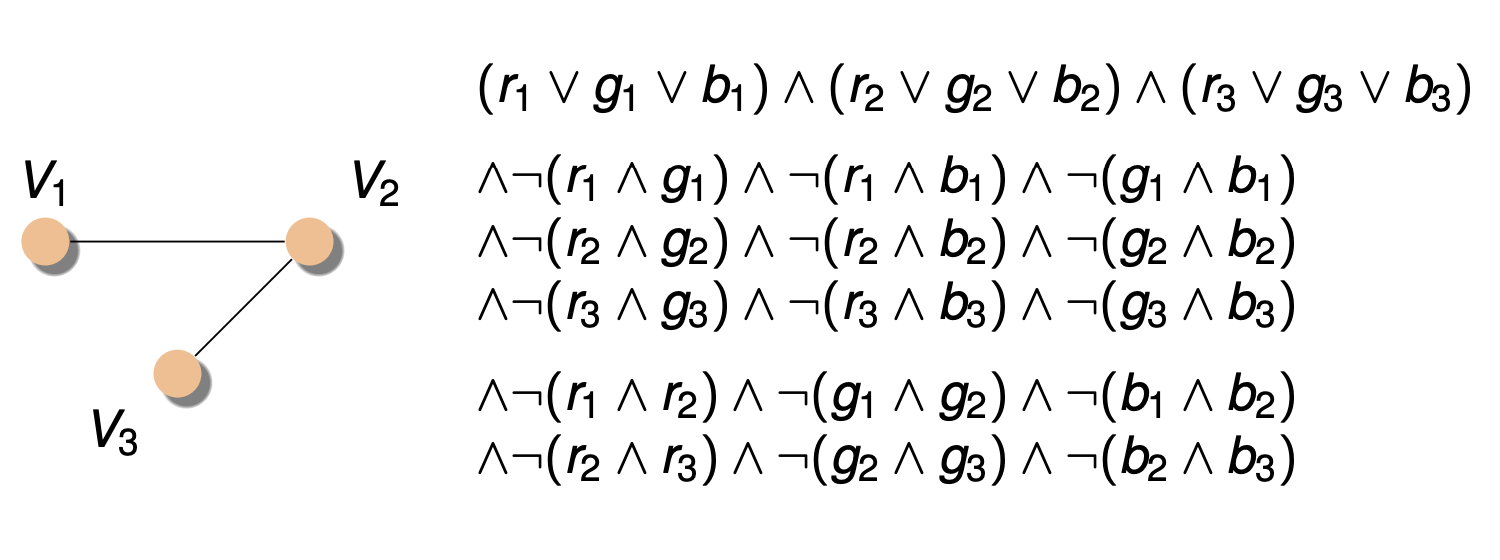 (r₁ ∨ g₁ ∨ b₁) ∧ (r₂ ∨ g₂ ∨ b₂) ∧ (r₃ ∨ g₃ ∨ b₃)
V₁ V₂
∧¬(r₁ ∧ g₁) ∧ ¬(r₁ ∧ b₁) ∧ ¬(g₁ ∧ b₁)
∧¬(r₂ ∧ g₂) ∧ ¬(r₂ ∧ b₂) ∧ ¬(g₂ ∧ b₂)
∧¬(r₃ ∧ g₃) ∧ ¬(r₃ ∧ b₃) ∧ ¬(g₃ ∧ b₃)
∧¬(r₁ ∧ r₂) ∧ ¬(g₁ ∧ g₂) ∧ ¬(b₁ ∧ b₂)
V₃
∧¬(r₂ ∧ r₃) ∧ ¬(g₂ ∧ g₃) ∧ ¬(b₂ ∧ b₃)